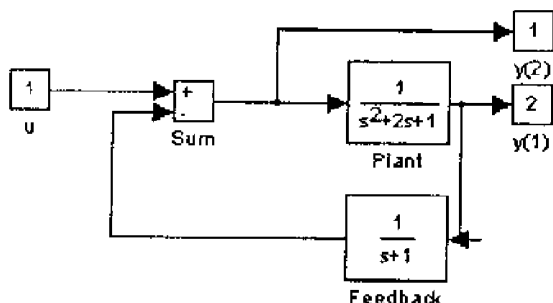 1
y(2)
1
u
+
-
Sum
1
s2+2s+1
Plant
2
y(1)
1
s+1
Feedback